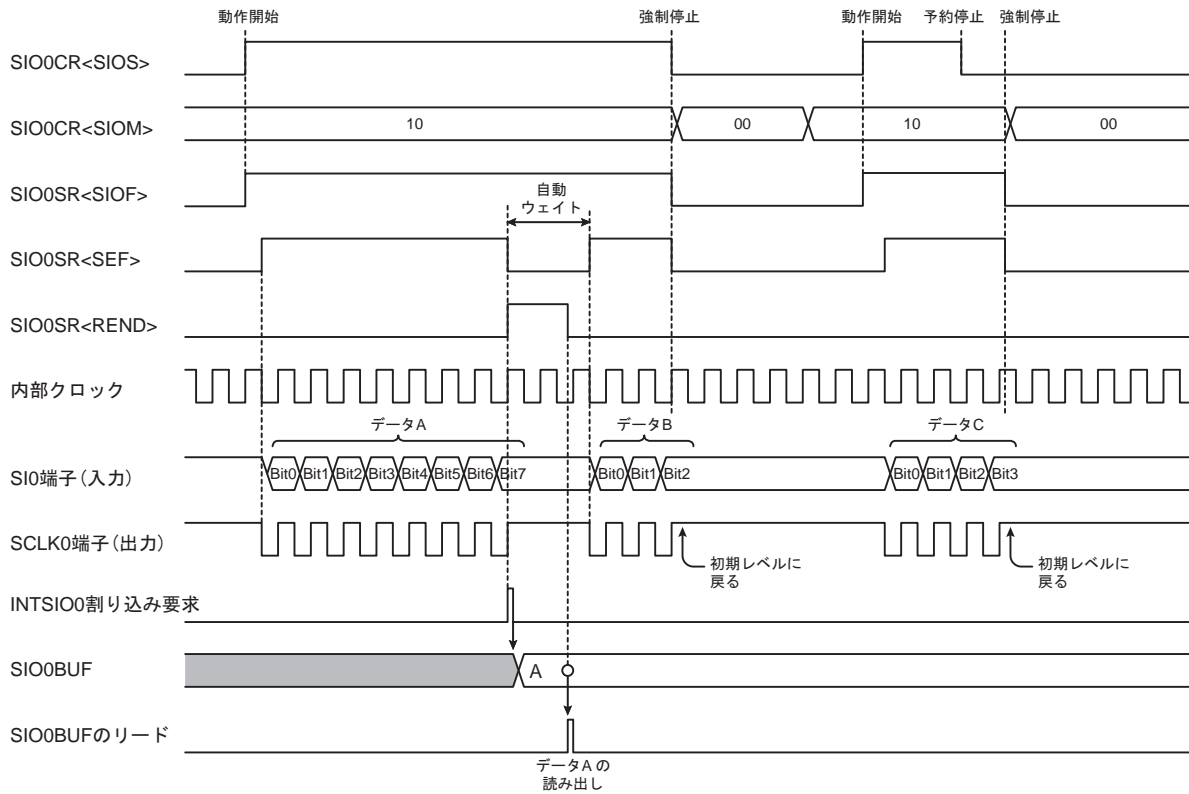 動作開始 強制停止 動作開始 予約停止 強制停止
SIO0CR<SIOS>
SIO0CR<SIOM> 10 00 10 00
SIO0SR<SIOF>
自動
ウェイト
SIO0SR<SEF>
SIO0SR<REND>
内部クロック
データA データB データC
SI0端子(入力) Bit0 Bit1 Bit2 Bit3 Bit4 Bit5 Bit6 Bit7 Bit0 Bit1 Bit2 Bit0 Bit1 Bit2 Bit3
SCLK0端子(出力)
初期レベルに 初期レベルに
戻る 戻る
INTSIO0割り込み要求
SIO0BUF A
SIO0BUFのリード
データA の
読み出し